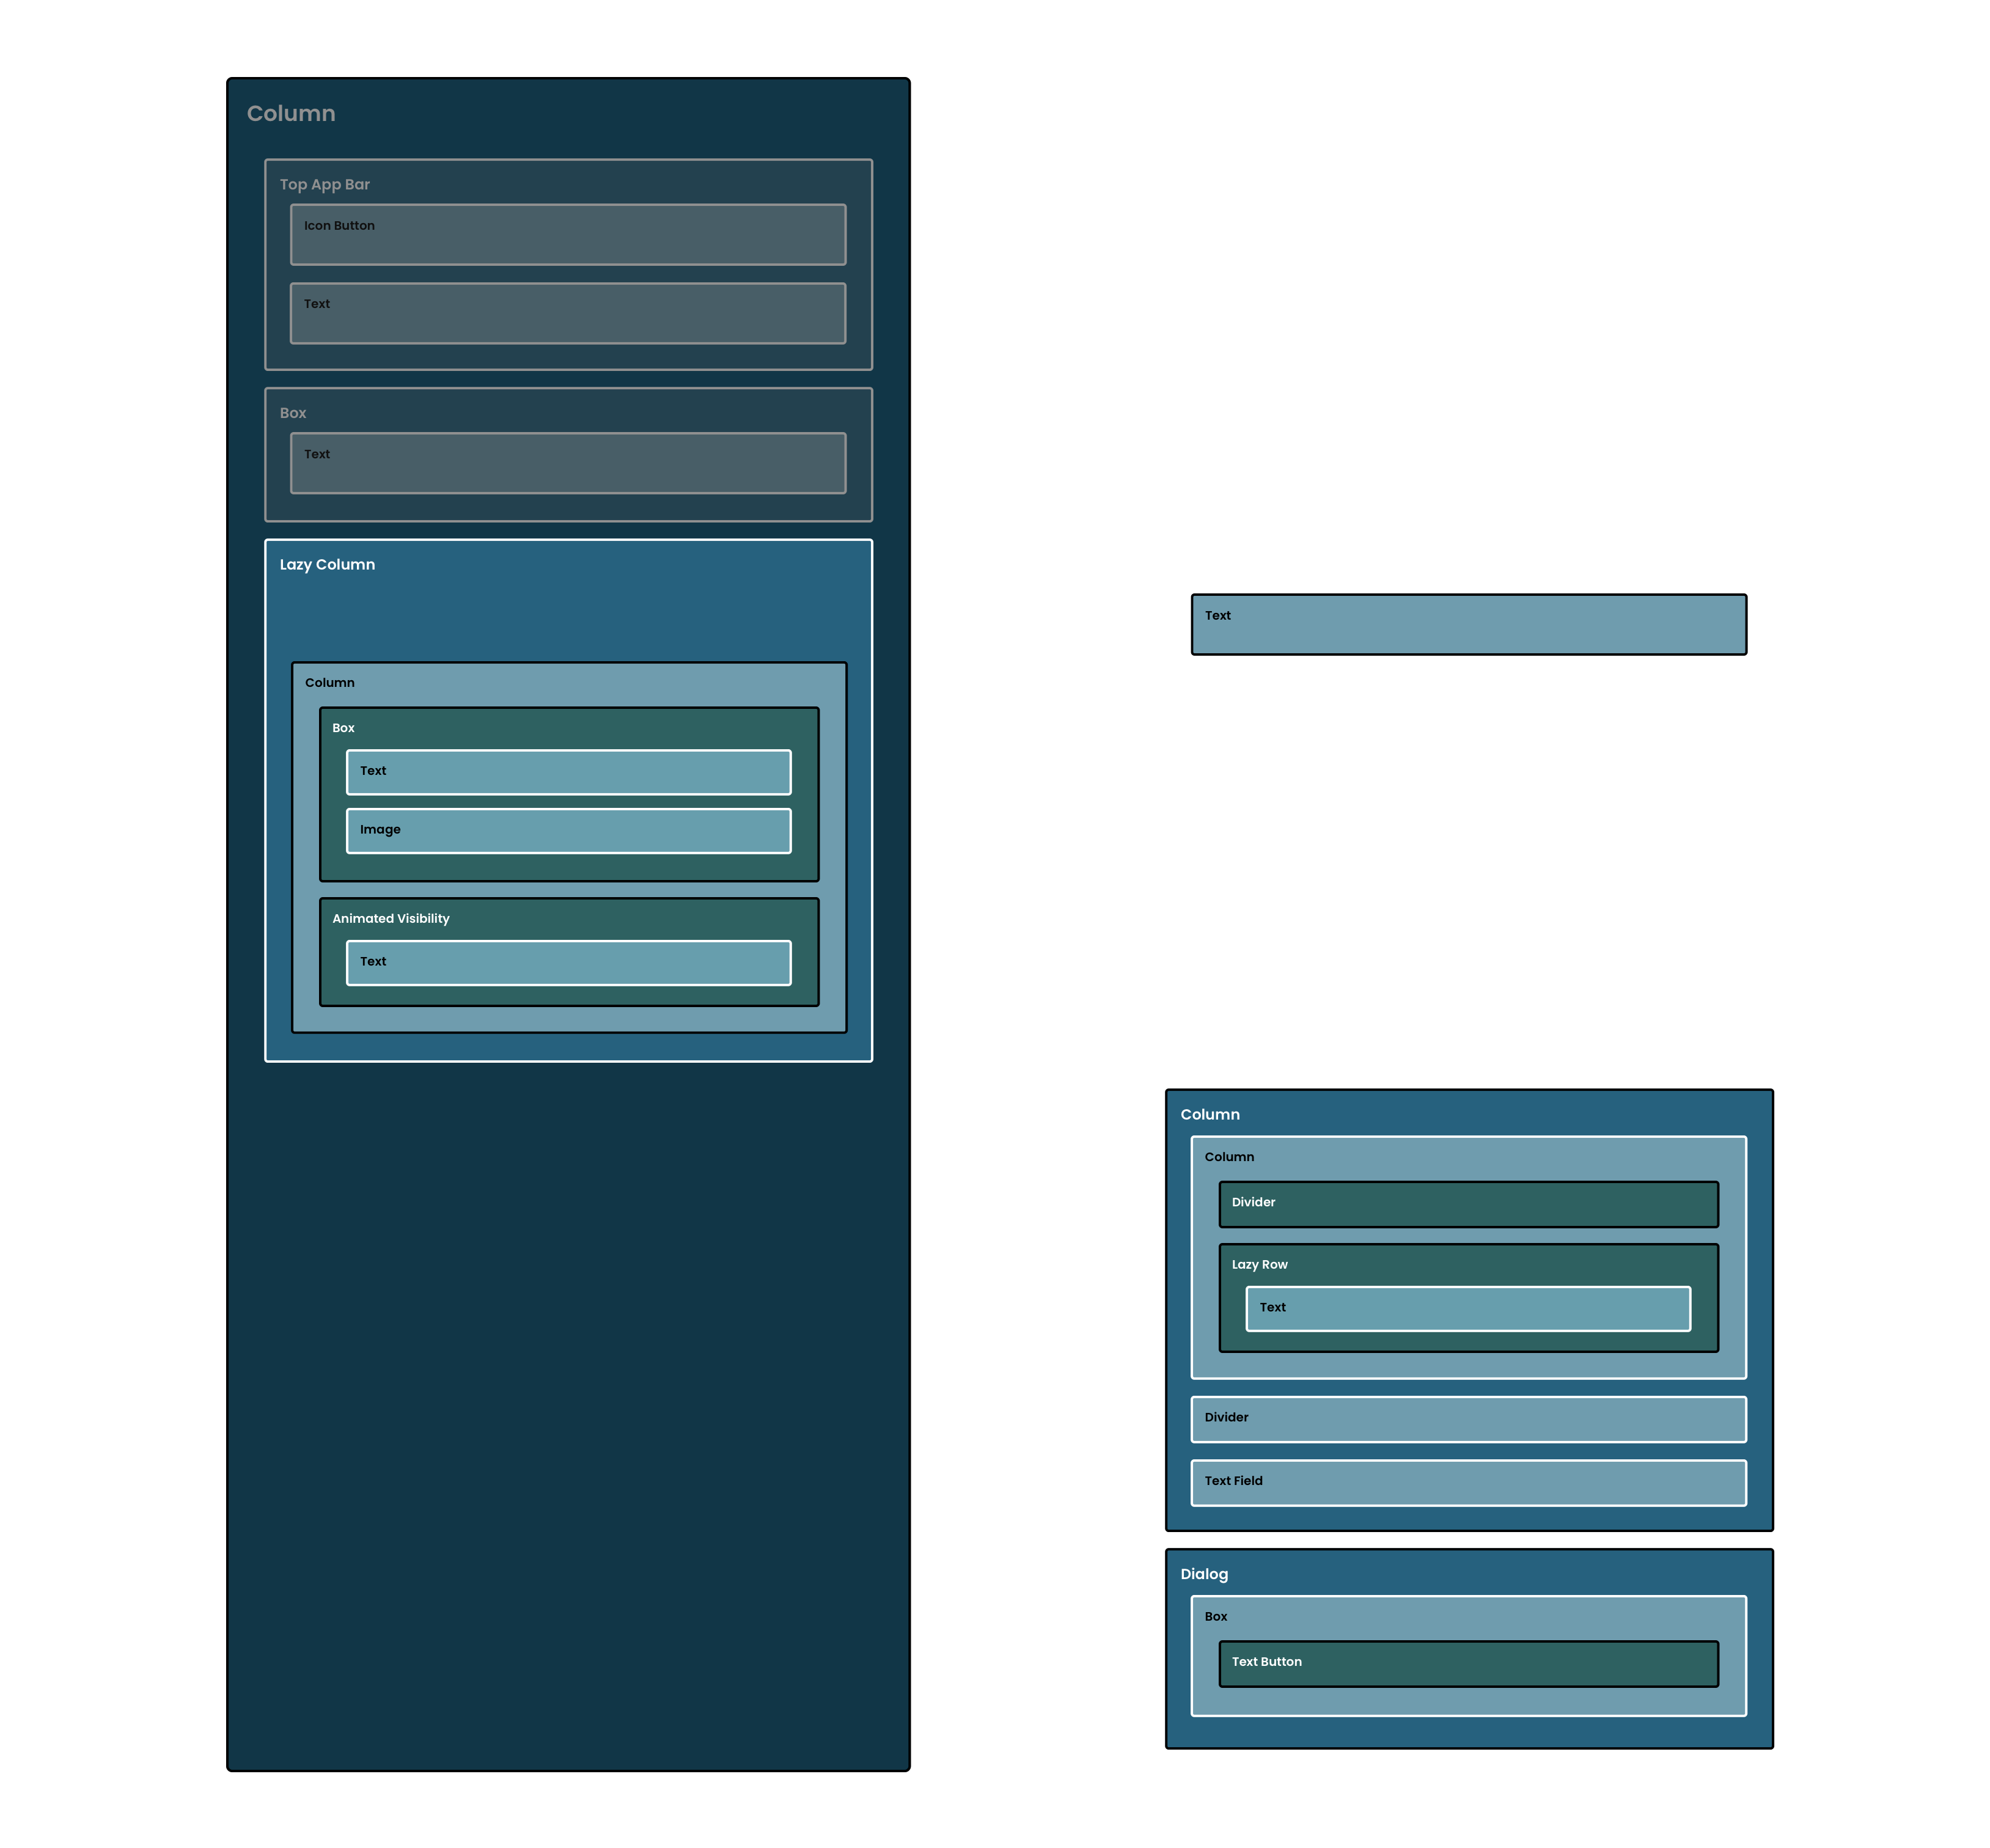 Column
Top App Bar
Icon Button
Text
Box
Text
Lazy Column
Column
Box
Text
Image
Animated Visibility
Text
Text
Column
Column
Divider
Lazy Row
Text
Divider
Text Field
Dialog
Box
Text Button